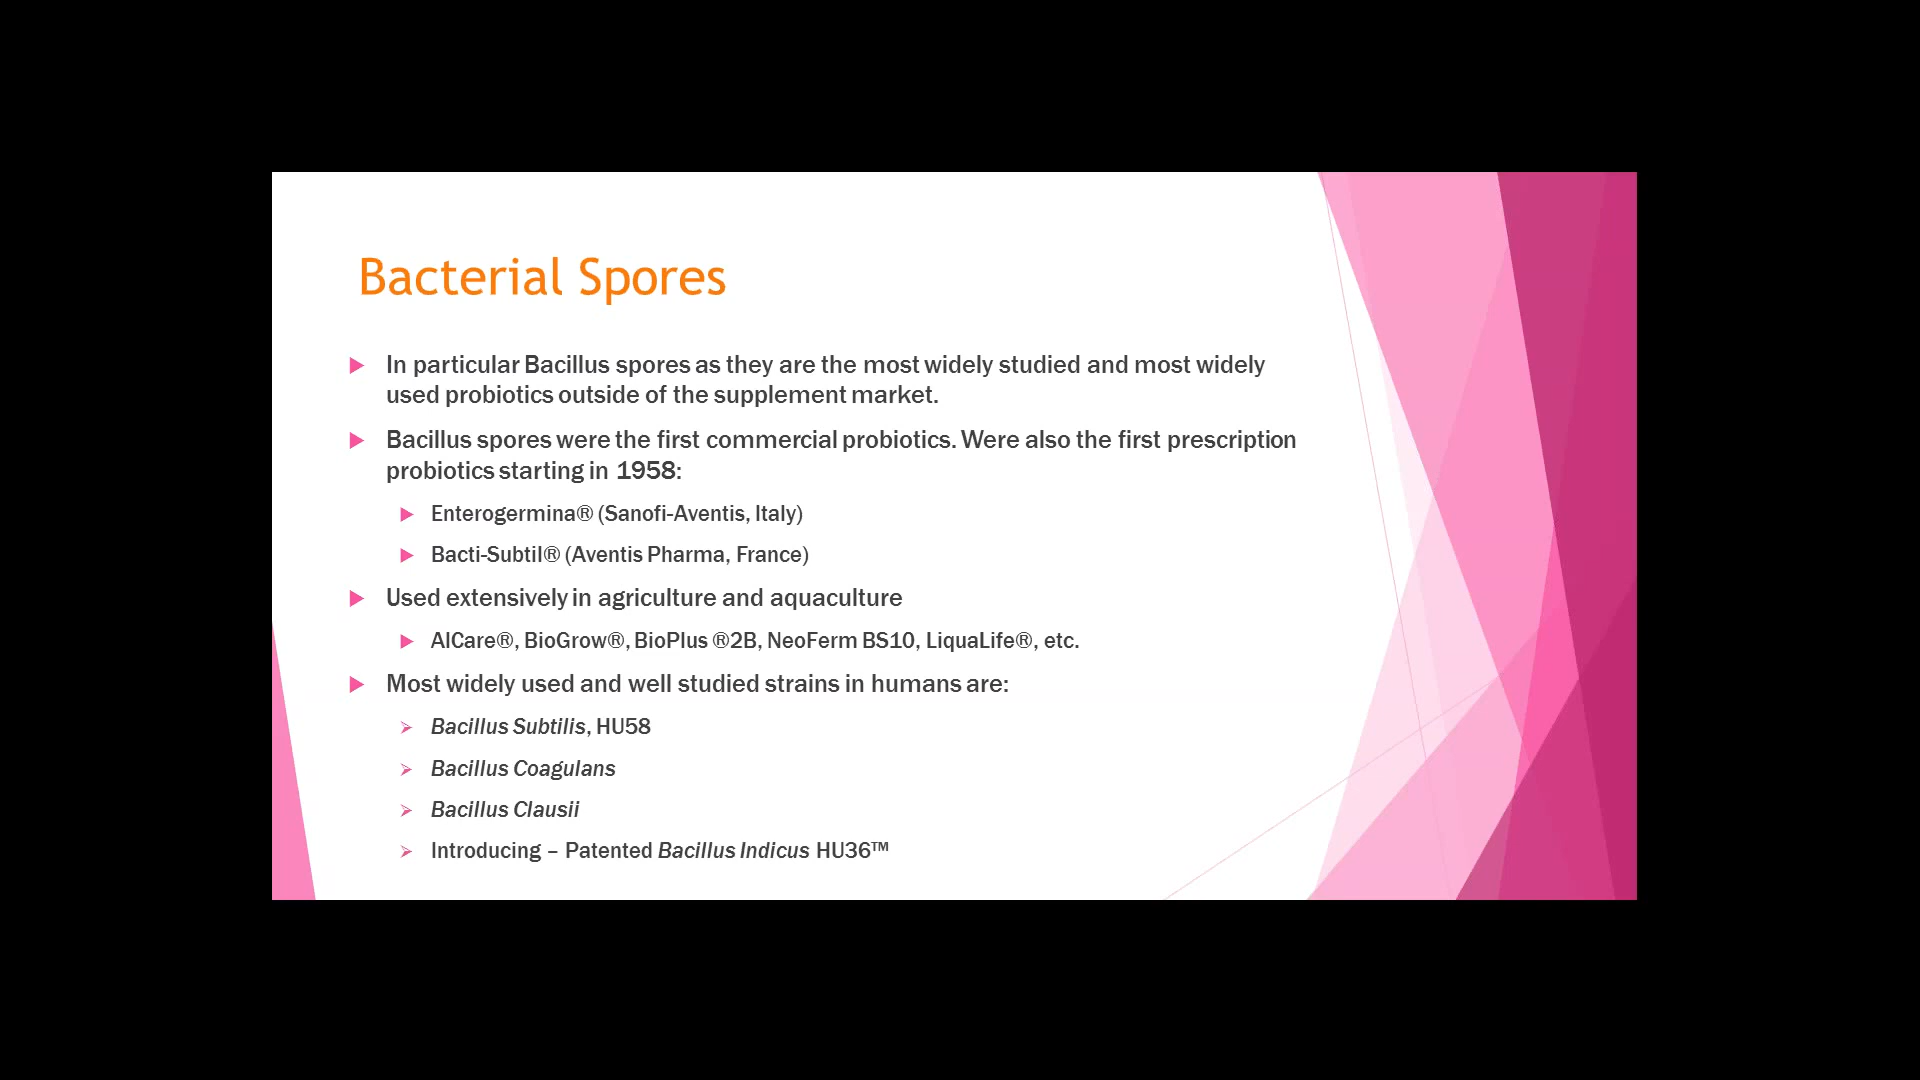 Bacterial Spores
In particular Bacillus spores as they are the most widely studied and most widely
used probiotics outside of the supplement market.
Bacillus spores were the first commercial probiotics. Were also the first prescription
probiotics starting in 1958:
Enterogermina® (Sanofi-Aventis, Italy)
Bacti-Subtil® (Aventis Pharma, France)
Used extensively in agriculture and aquaculture
AlCare®, BioGrow®, BioPlus ®2B, NeoFerm BS10, LiquaLife®, etc.
Most widely used and well studied strains in humans are:
Bacillus Subtilis, HU58
Bacillus Coagulans
Bacillus Clausii
Introducing – Patented Bacillus Indicus HU36™